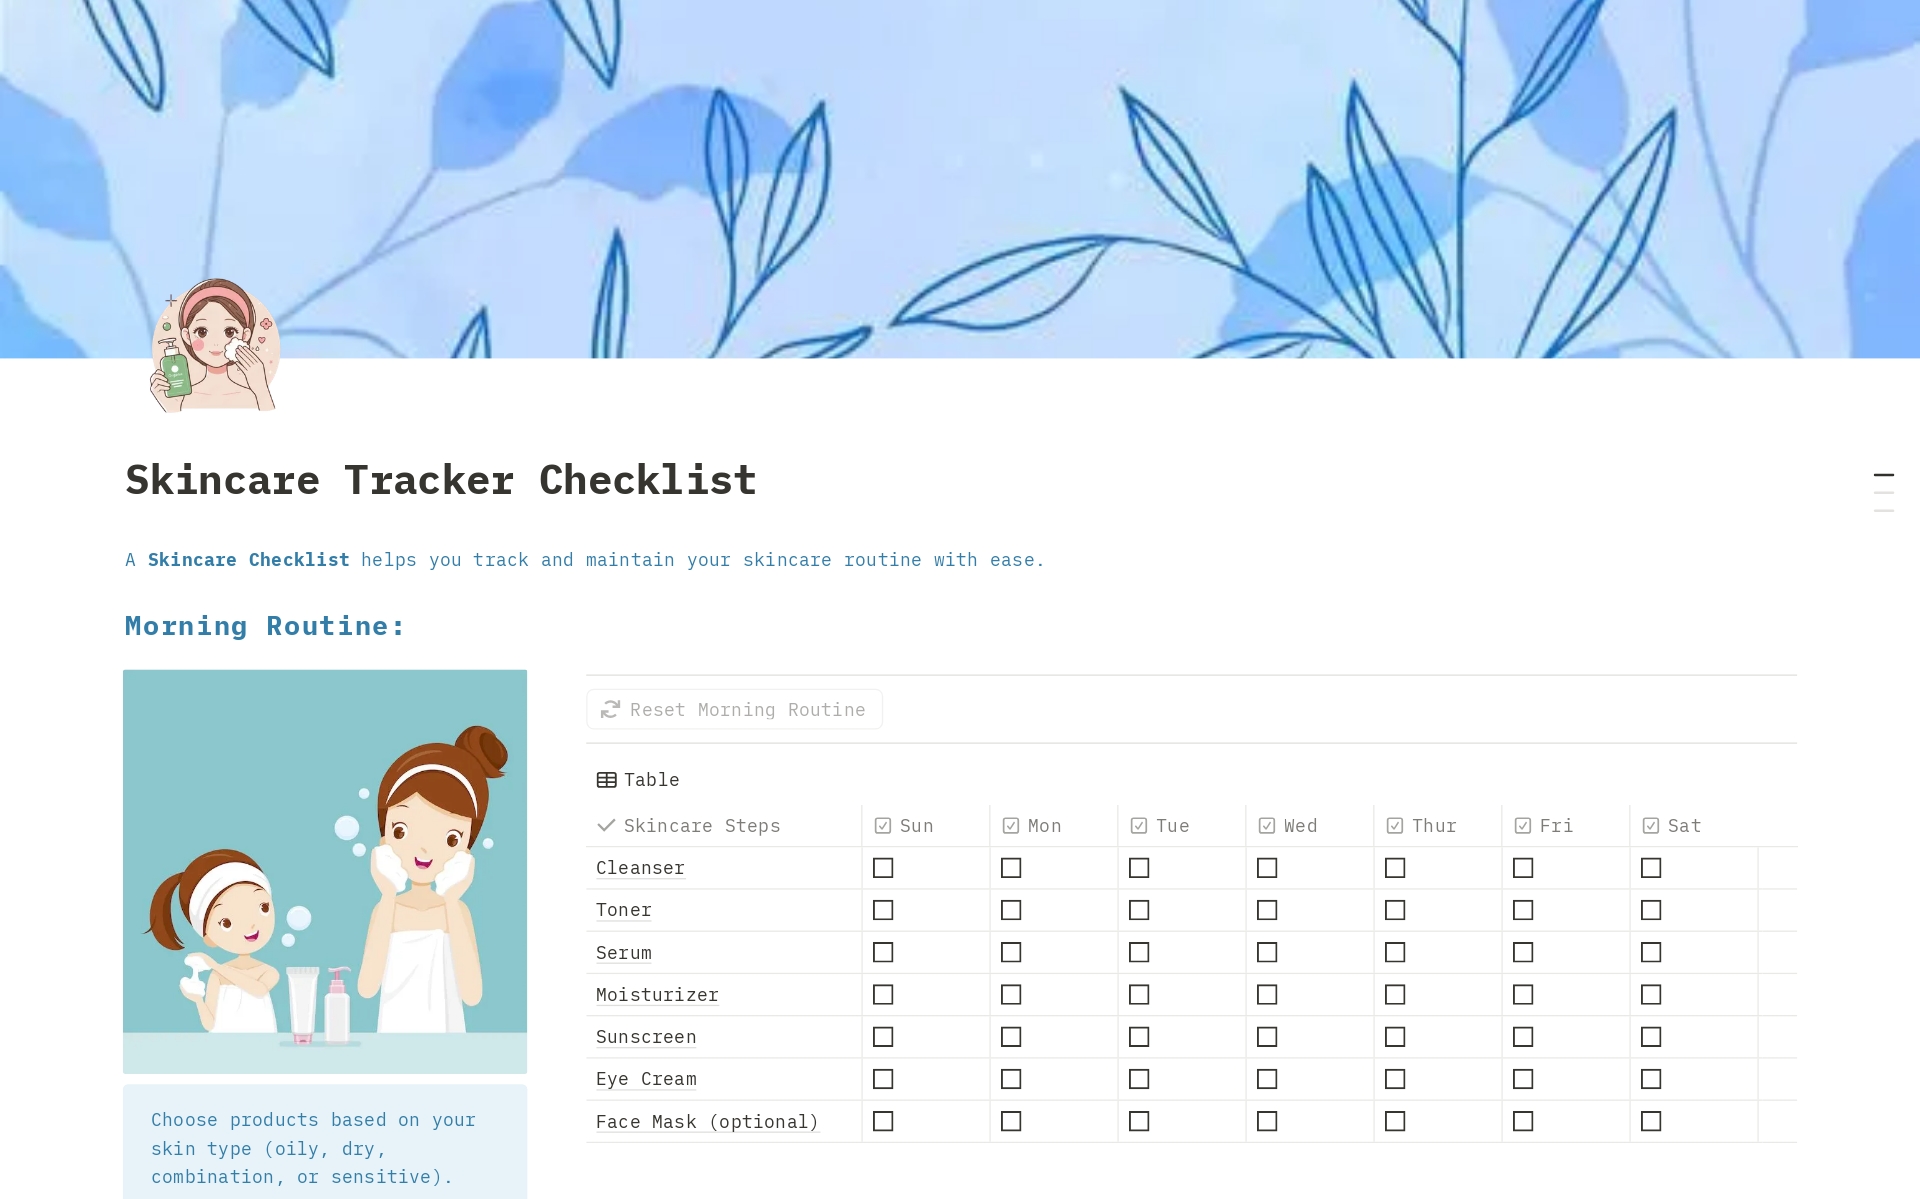 Skincare Tracker Checklist
A Skincare Checklist helps you track and maintain your skincare routine with ease.
Morning Routine:
Reset Morning Routine
Table
Skincare Steps Sun Mon Tue Wed Thur Fri Sat
Cleanser
Toner
Serum
Moisturizer
Sunscreen
Eye Cream
Face Mask (optional)
Choose products based on your
skin type (oily, dry,
combination, or sensitive).